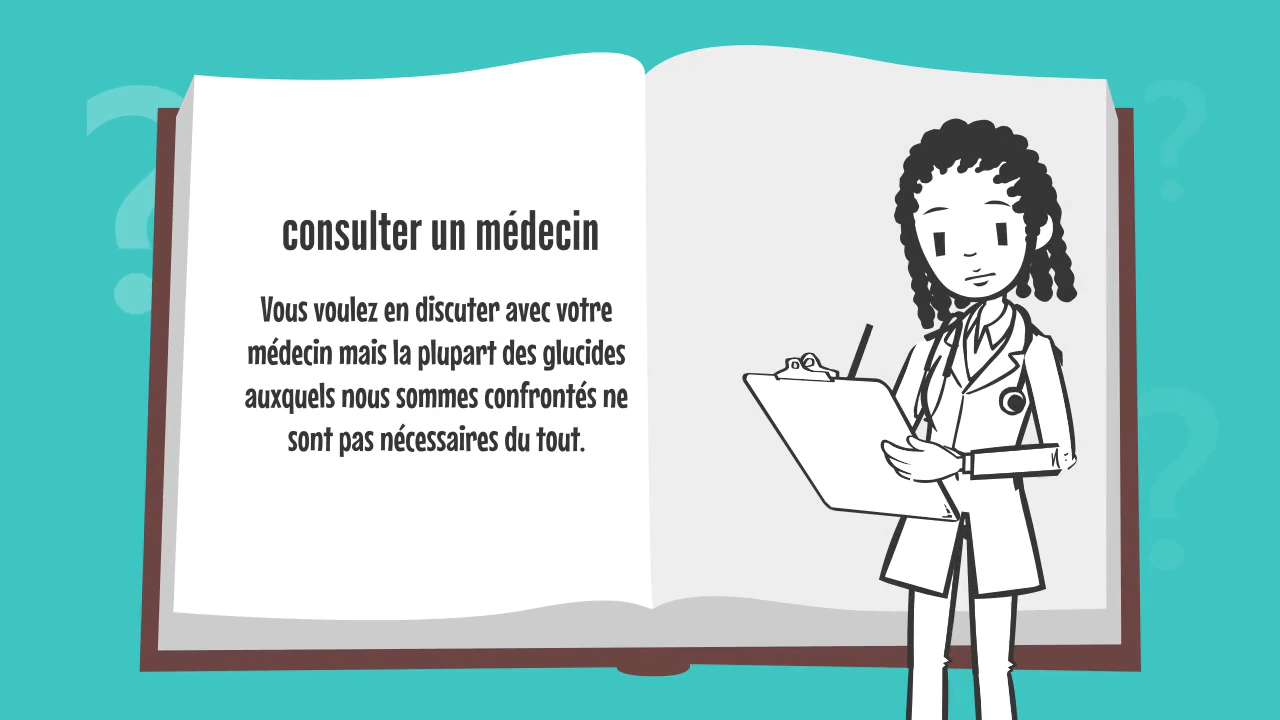 consulter un médecin
Vous voulez en discuter avec votre
médecin mais la plupart des glucides
auxquels nous sommes confrontés ne
sont pas nécessaires du tout.